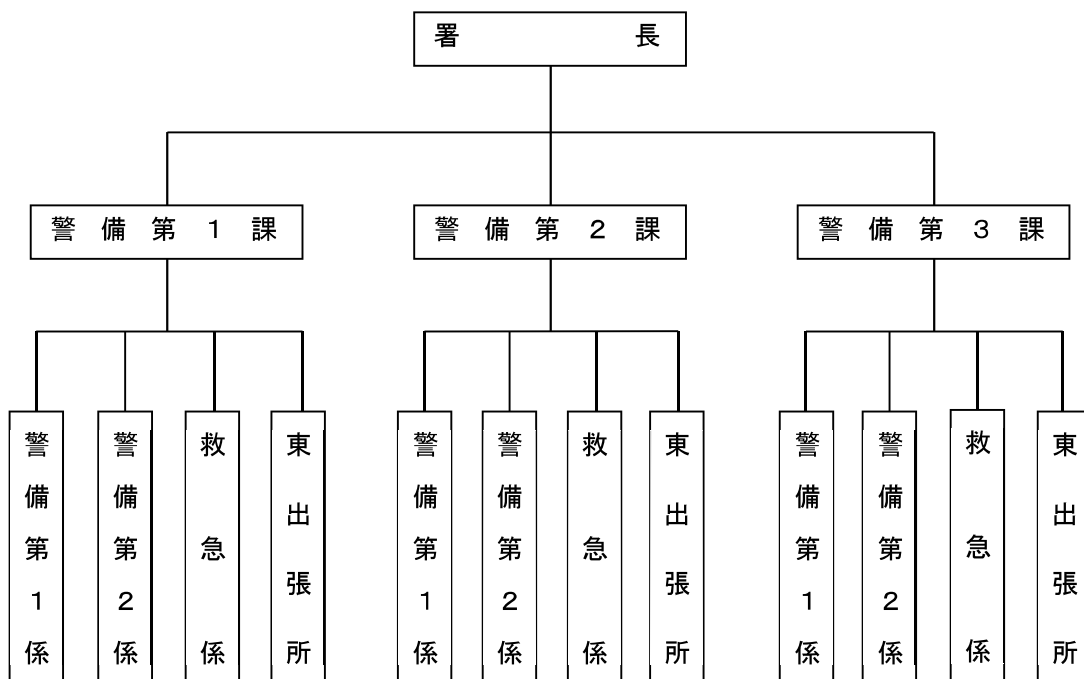 署長
警備第１課
警備第２課
警備第３課
警備第１係
警備第２係
救急係
東出張所
警備第１係
警備第２係
救急係
東出張所
警備第１係
警備第２係
救急係
東出張所